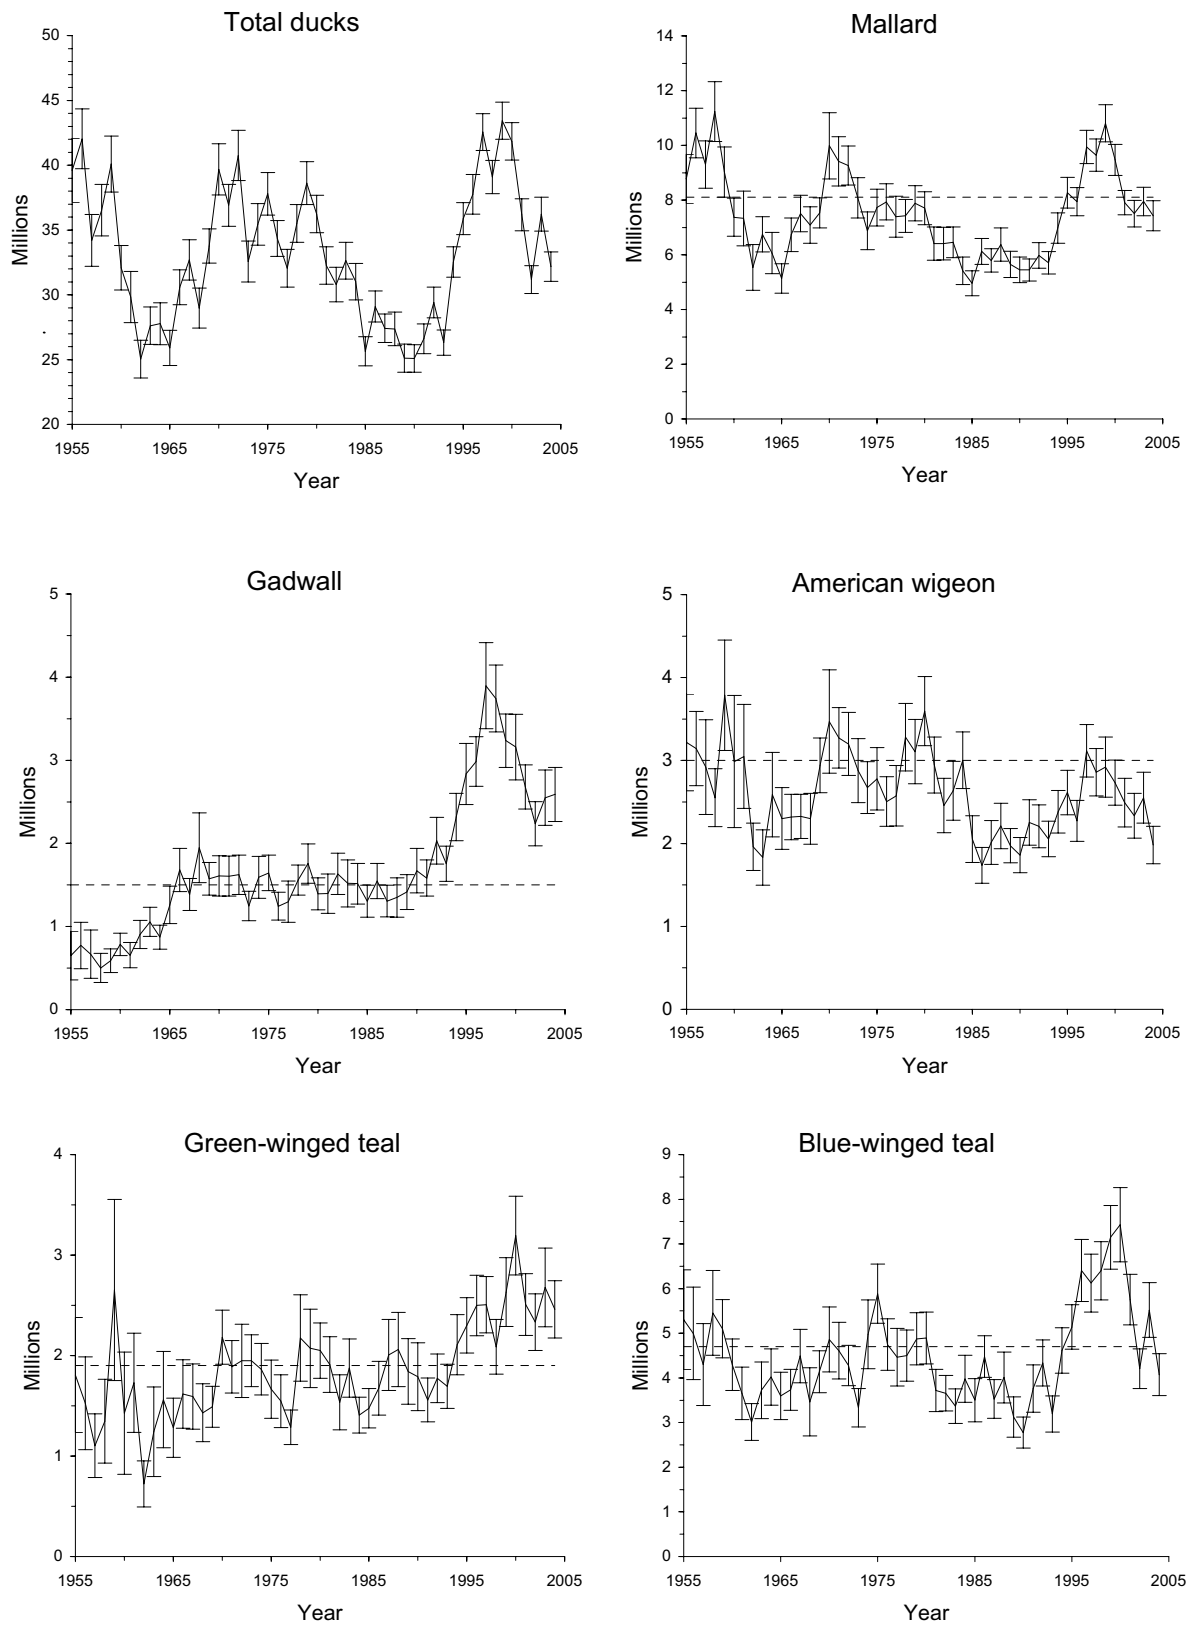 Total ducks
50
45
40
35
30
25
20
Millions
1955 1965 1975 1985 1995 2005
Year
Mallard
14
12
10
8
6
4
2
0
Millions
1955 1965 1975 1985 1995 2005
Year
Gadwall
5
4
3
2
1
0
Millions
1955 1965 1975 1985 1995 2005
Year
American wigeon
5
4
3
2
1
0
Millions
1955 1965 1975 1985 1995 2005
Year
Green-winged teal
4
3
2
1
0
Millions
1955 1965 1975 1985 1995 2005
Year
Blue-winged teal
9
8
7
6
5
4
3
2
1
0
Millions
1955 1965 1975 1985 1995 2005
Year